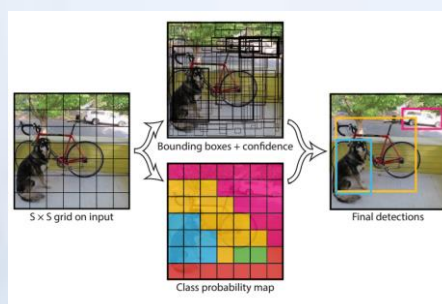 Bounding boxes + confidence
S × S grid on input
Final detections
Class probability map